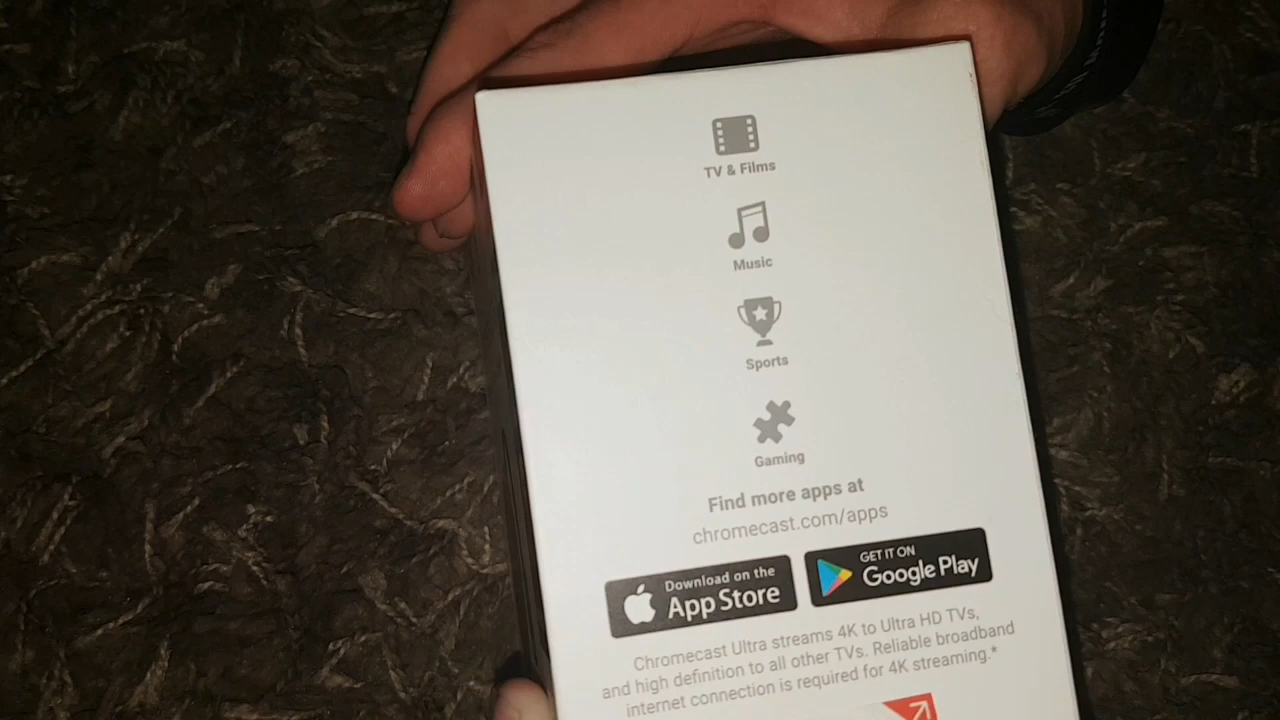 TV & Films
Music
Sports
Gaming
Find more apps at
chromecast.com/apps
Download on the
App Store
GET IT ON
Google Play
Chromecast Ultra streams 4K to Ultra HD TVs,
and high definition to all other TVs. Reliable broadband
internet connection is required for 4K streaming.*